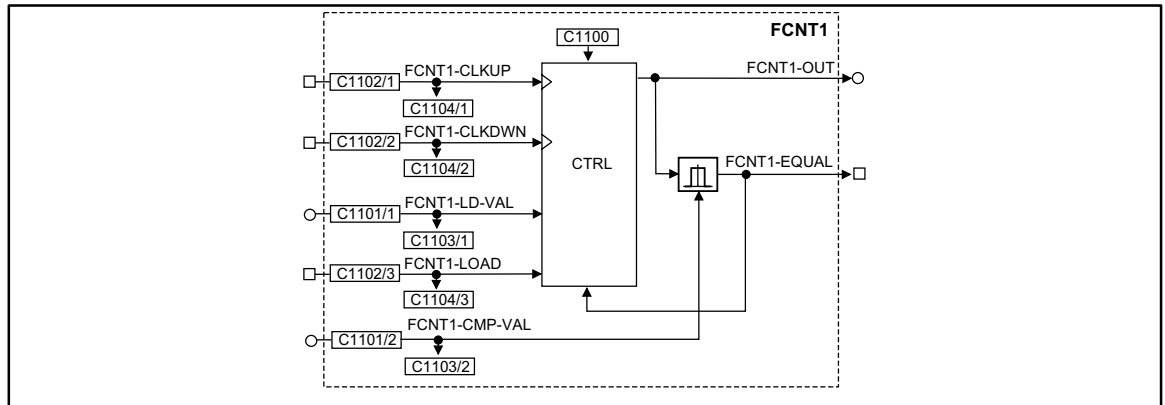 FCNT1
C1100
FCNT1-CLKUP
FCNT1-OUT
C1102/1
C1104/1
FCNT1-CLKDWN
C1102/2
C1104/2
CTRL
FCNT1-EQUAL
FCNT1-LD-VAL
C1101/1
C1103/1
FCNT1-LOAD
C1102/3
C1104/3
FCNT1-CMP-VAL
C1101/2
C1103/2